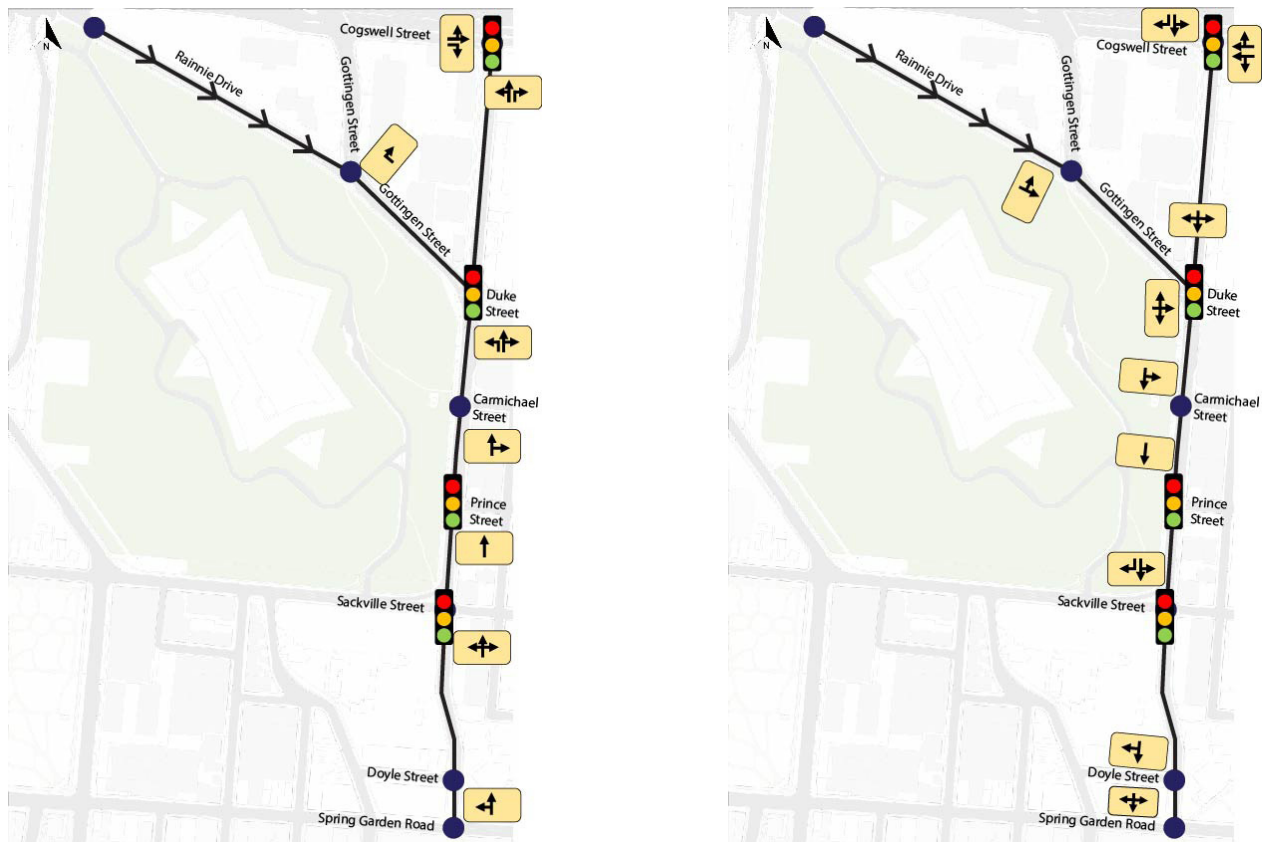 Cogswell Street
Rainnie Drive
Gottingen Street
N
Gottingen Street
Duke
Street
Carmichael
Street
Prince
Street
Sackville Street
Doyle Street
Spring Garden Road
Cogswell Street
Rainnie Drive
Gottingen Street
N
Gottingen Street
Duke
Street
Carmichael
Street
Prince
Street
Sackville Street
Doyle Street
Spring Garden Road